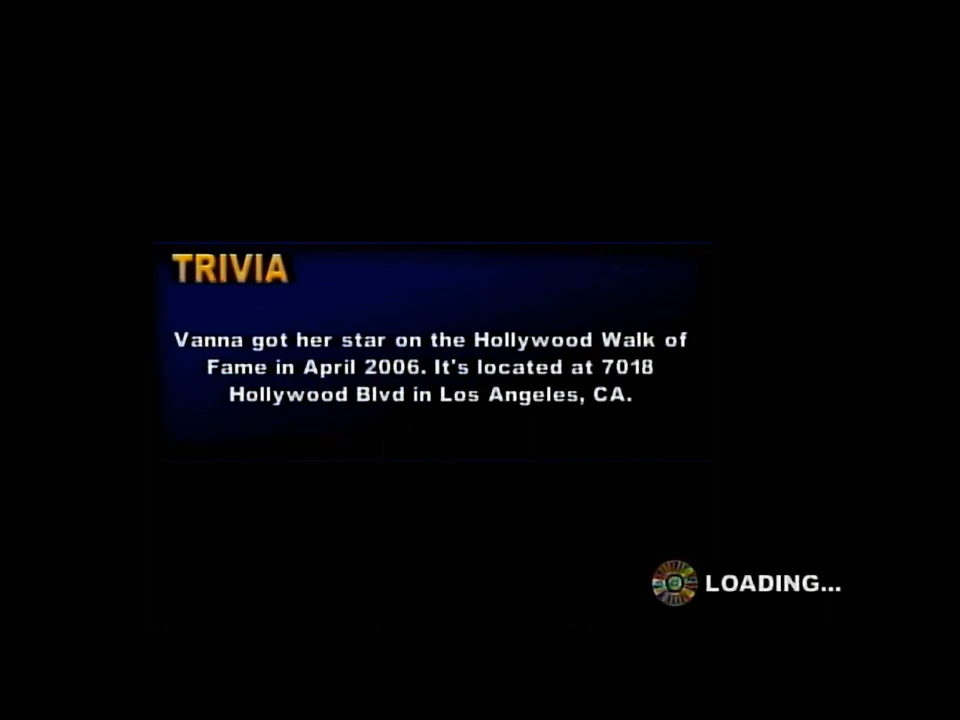 TRIVIA
Vanna got her star on the Hollywood Walk of
Fame in April 2006. It's located at 7018
Hollywood Blvd in Los Angeles, CA.
LOADING...